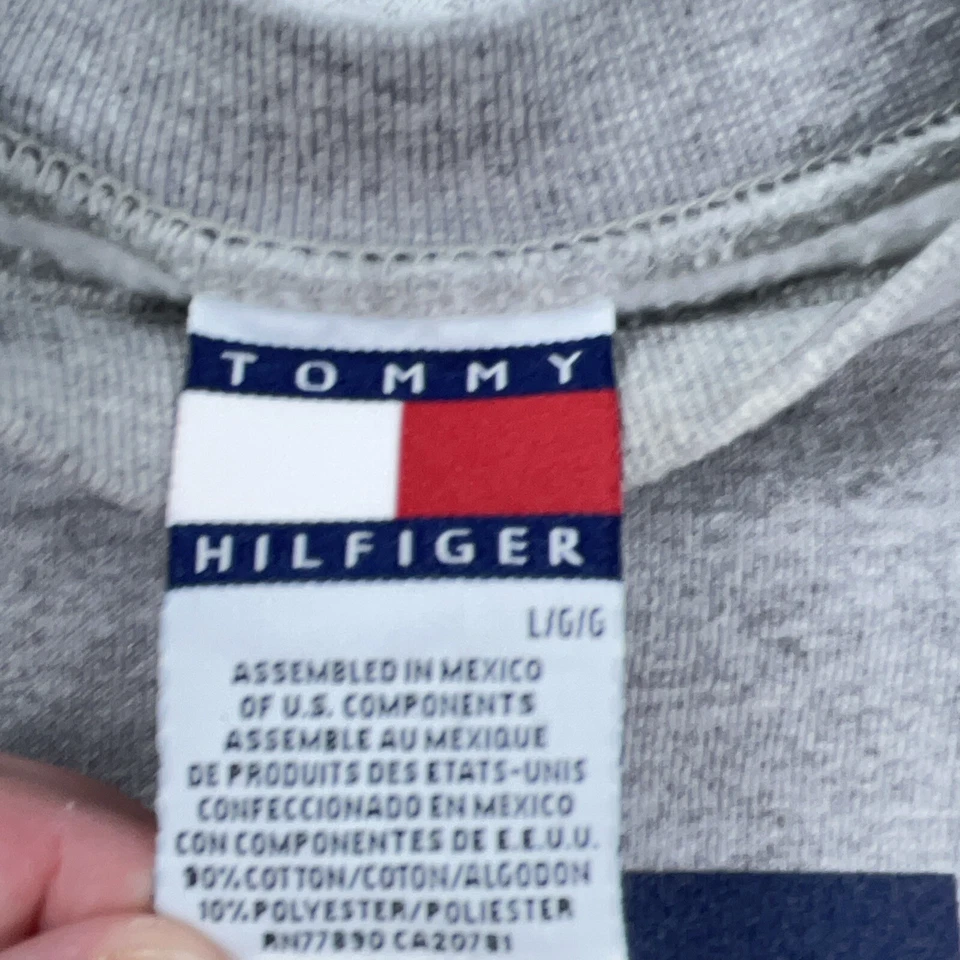 TOMMY
HILFIGER
L/G/G
ASSEMBLED IN MEXICO
OF U.S. COMPONENTS
ASSEMBLE AU MEXIQUE
DE PRODUITS DES ETATS-UNIS
CONFECCIONADO EN MEXICO
CON COMPONENTES DE E.E.U.U.
90% COTTON/COTON/ALGODON
10% POLYESTER/POLIESTER
RN77890 CA20781